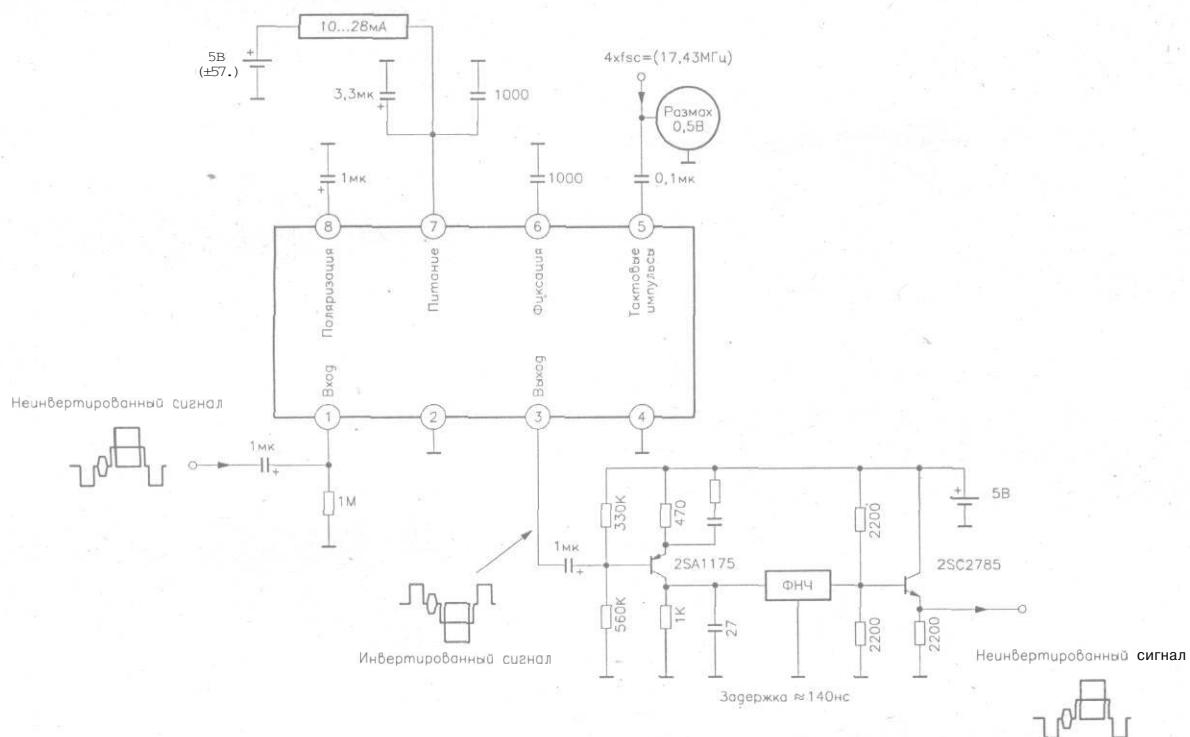 10...28мА
5В
(±57.)
4xfsc=(17,43МГц)
3,3мк
+
1000
Размах
0,5В
1мк
+
1000
0,1мк
8
7
6
5
Поляризация
Питание
Фиксация
Тактовые
импульсы
Вход
Выход
1
2
3
4
Неинвертированный сигнал
1мк
+
1М
330К
470
2200
+
5В
1мк
+
2SA1175
ФНЧ
2SC2785
560К
1К
27
2200
2200
Инвертированный сигнал
Неинвертированный сигнал
Задержка ≈140нс